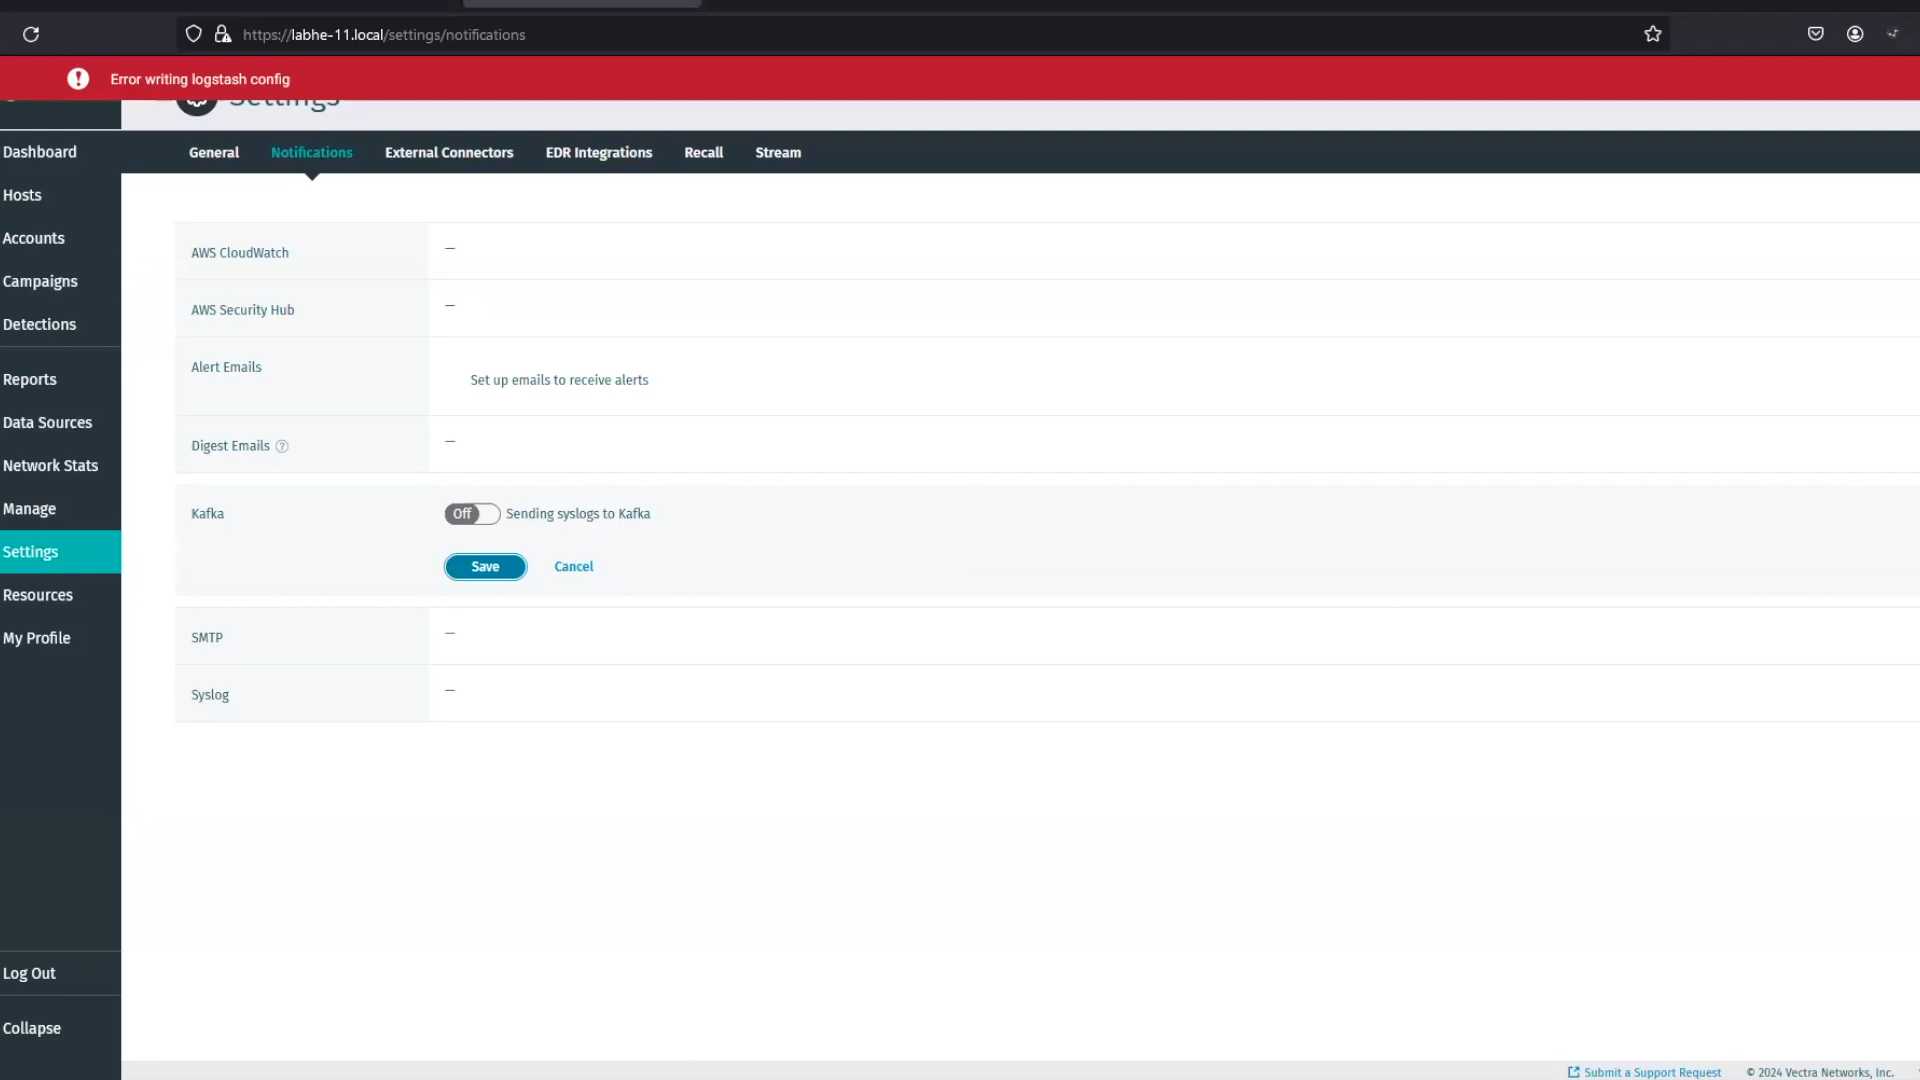 https://labhe-11.local/settings/notifications
Error writing logstash config
Settings
General Notifications External Connectors EDR Integrations Recall Stream
Dashboard
Hosts
Accounts
Campaigns
Detections
Reports
Data Sources
Network Stats
Manage
Settings
Resources
My Profile
Log Out
Collapse
AWS CloudWatch —
AWS Security Hub —
Alert Emails
Set up emails to receive alerts
Digest Emails ? —
Kafka Off Sending syslogs to Kafka
Save Cancel
SMTP —
Syslog —
Submit a Support Request © 2024 Vectra Networks, Inc.